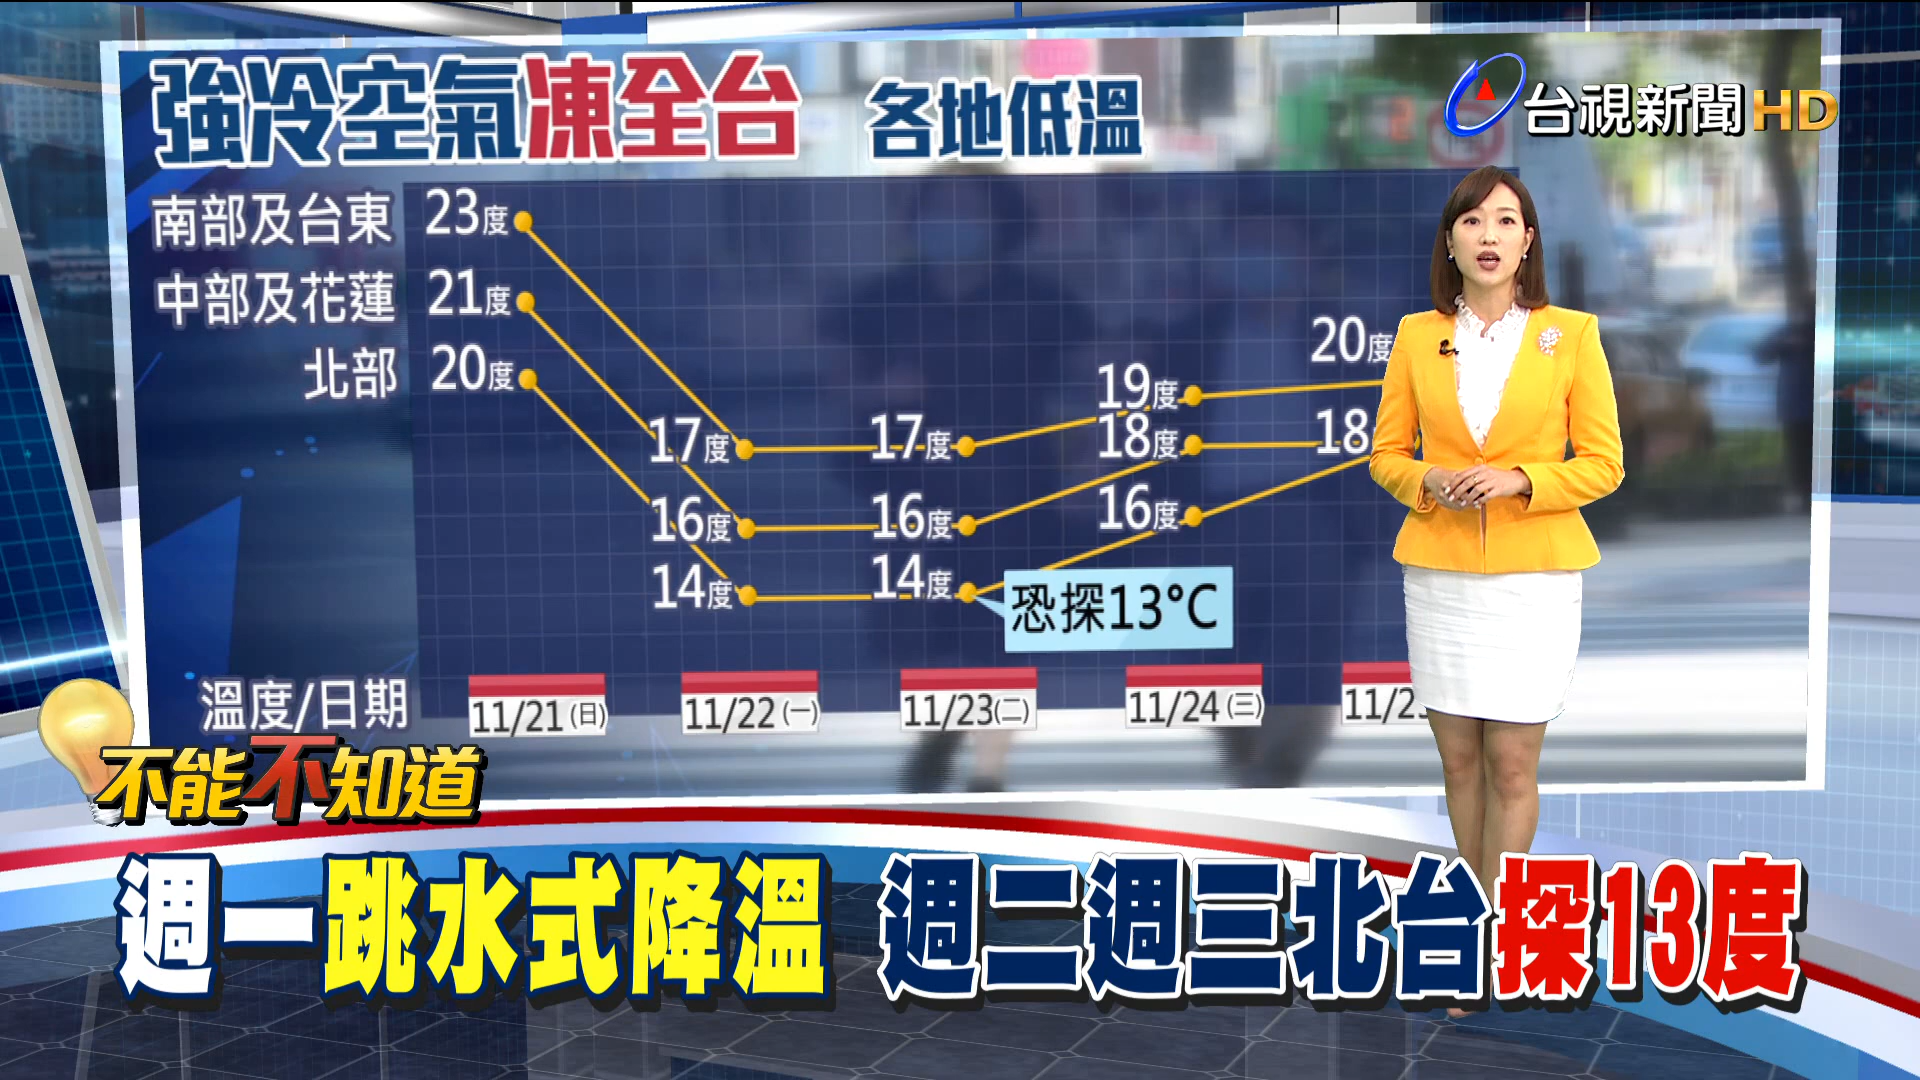 強冷空氣凍全台 各地低溫
台視新聞HD
南部及台東 23度
中部及花蓮 21度
北部 20度
17度 17度 19度 20度
16度 16度 18度 18
14度 14度 16度
恐探13°C
溫度/日期 11/21(日) 11/22(一) 11/23(二) 11/24(三)
不能不知道
週一跳水式降溫 週二週三北台探13度